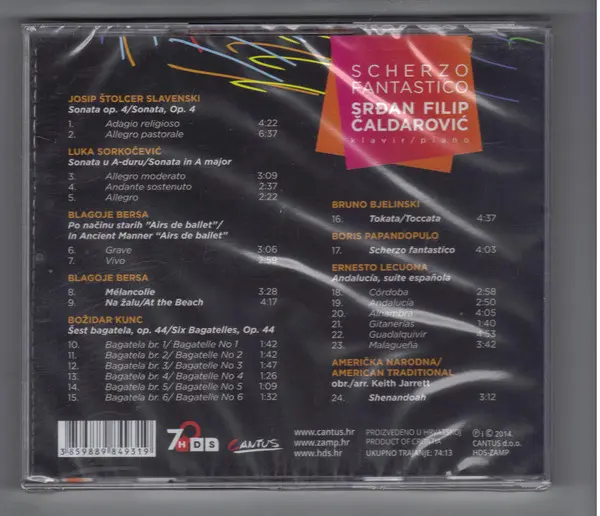 SCHERZO
FANTASTICO
SRĐAN FILIP
ČALDAROVIĆ
klavir/piano
JOSIP ŠTOLCER SLAVENSKI
Sonata op. 4/Sonata, Op. 4
1. Adagio religioso 4:22
2. Allegro pastorale 6:37
LUKA SORKOČEVIĆ
Sonata u A-duru/Sonata in A major
3. Allegro moderato 3:09
4. Andante sostenuto 2:37
5. Allegro 2:22
BLAGOJE BERSA
Po načinu starih "Airs de ballet"/
In Ancient Manner "Airs de ballet"
6. Grave 3:06
7. Vivo 2:59
BLAGOJE BERSA
8. Mélancolie 3:28
9. Na žalu/At the Beach 4:17
BOŽIDAR KUNC
Šest bagatela, op. 44/Six Bagatelles, Op. 44
10. Bagatela br. 1/ Bagatelle No 1 1:42
11. Bagatela br. 2/ Bagatelle No 2 1:42
12. Bagatela br. 3/ Bagatelle No 3 1:47
13. Bagatela br. 4/ Bagatelle No 4 1:26
14. Bagatela br. 5/ Bagatelle No 5 1:09
15. Bagatela br. 6/ Bagatelle No 6 1:32
BRUNO BJELINSKI
16. Tokata/Toccata 4:37
BORIS PAPANDOPULO
17. Scherzo fantastico 4:03
ERNESTO LECUONA
Andalucía, suite española
18. Córdoba 2:58
19. Andalucía 2:50
20. Alhambra 4:05
21. Gitanerías 1:40
22. Guadalquivir 3:53
23. Malagueña 3:42
AMERIČKA NARODNA/
AMERICAN TRADITIONAL
obr./arr. Keith Jarrett
24. Shenandoah 3:12
3 859889 849319
70 HDS
CANTUS
www.cantus.hr
www.zamp.hr
www.hds.hr
PROIZVEDENO U HRVATSKOJ
PRODUCT OF CROATIA
UKUPNO TRAJANJE: 74:13
℗ i © 2014.
CANTUS d.o.o.
HDS-ZAMP